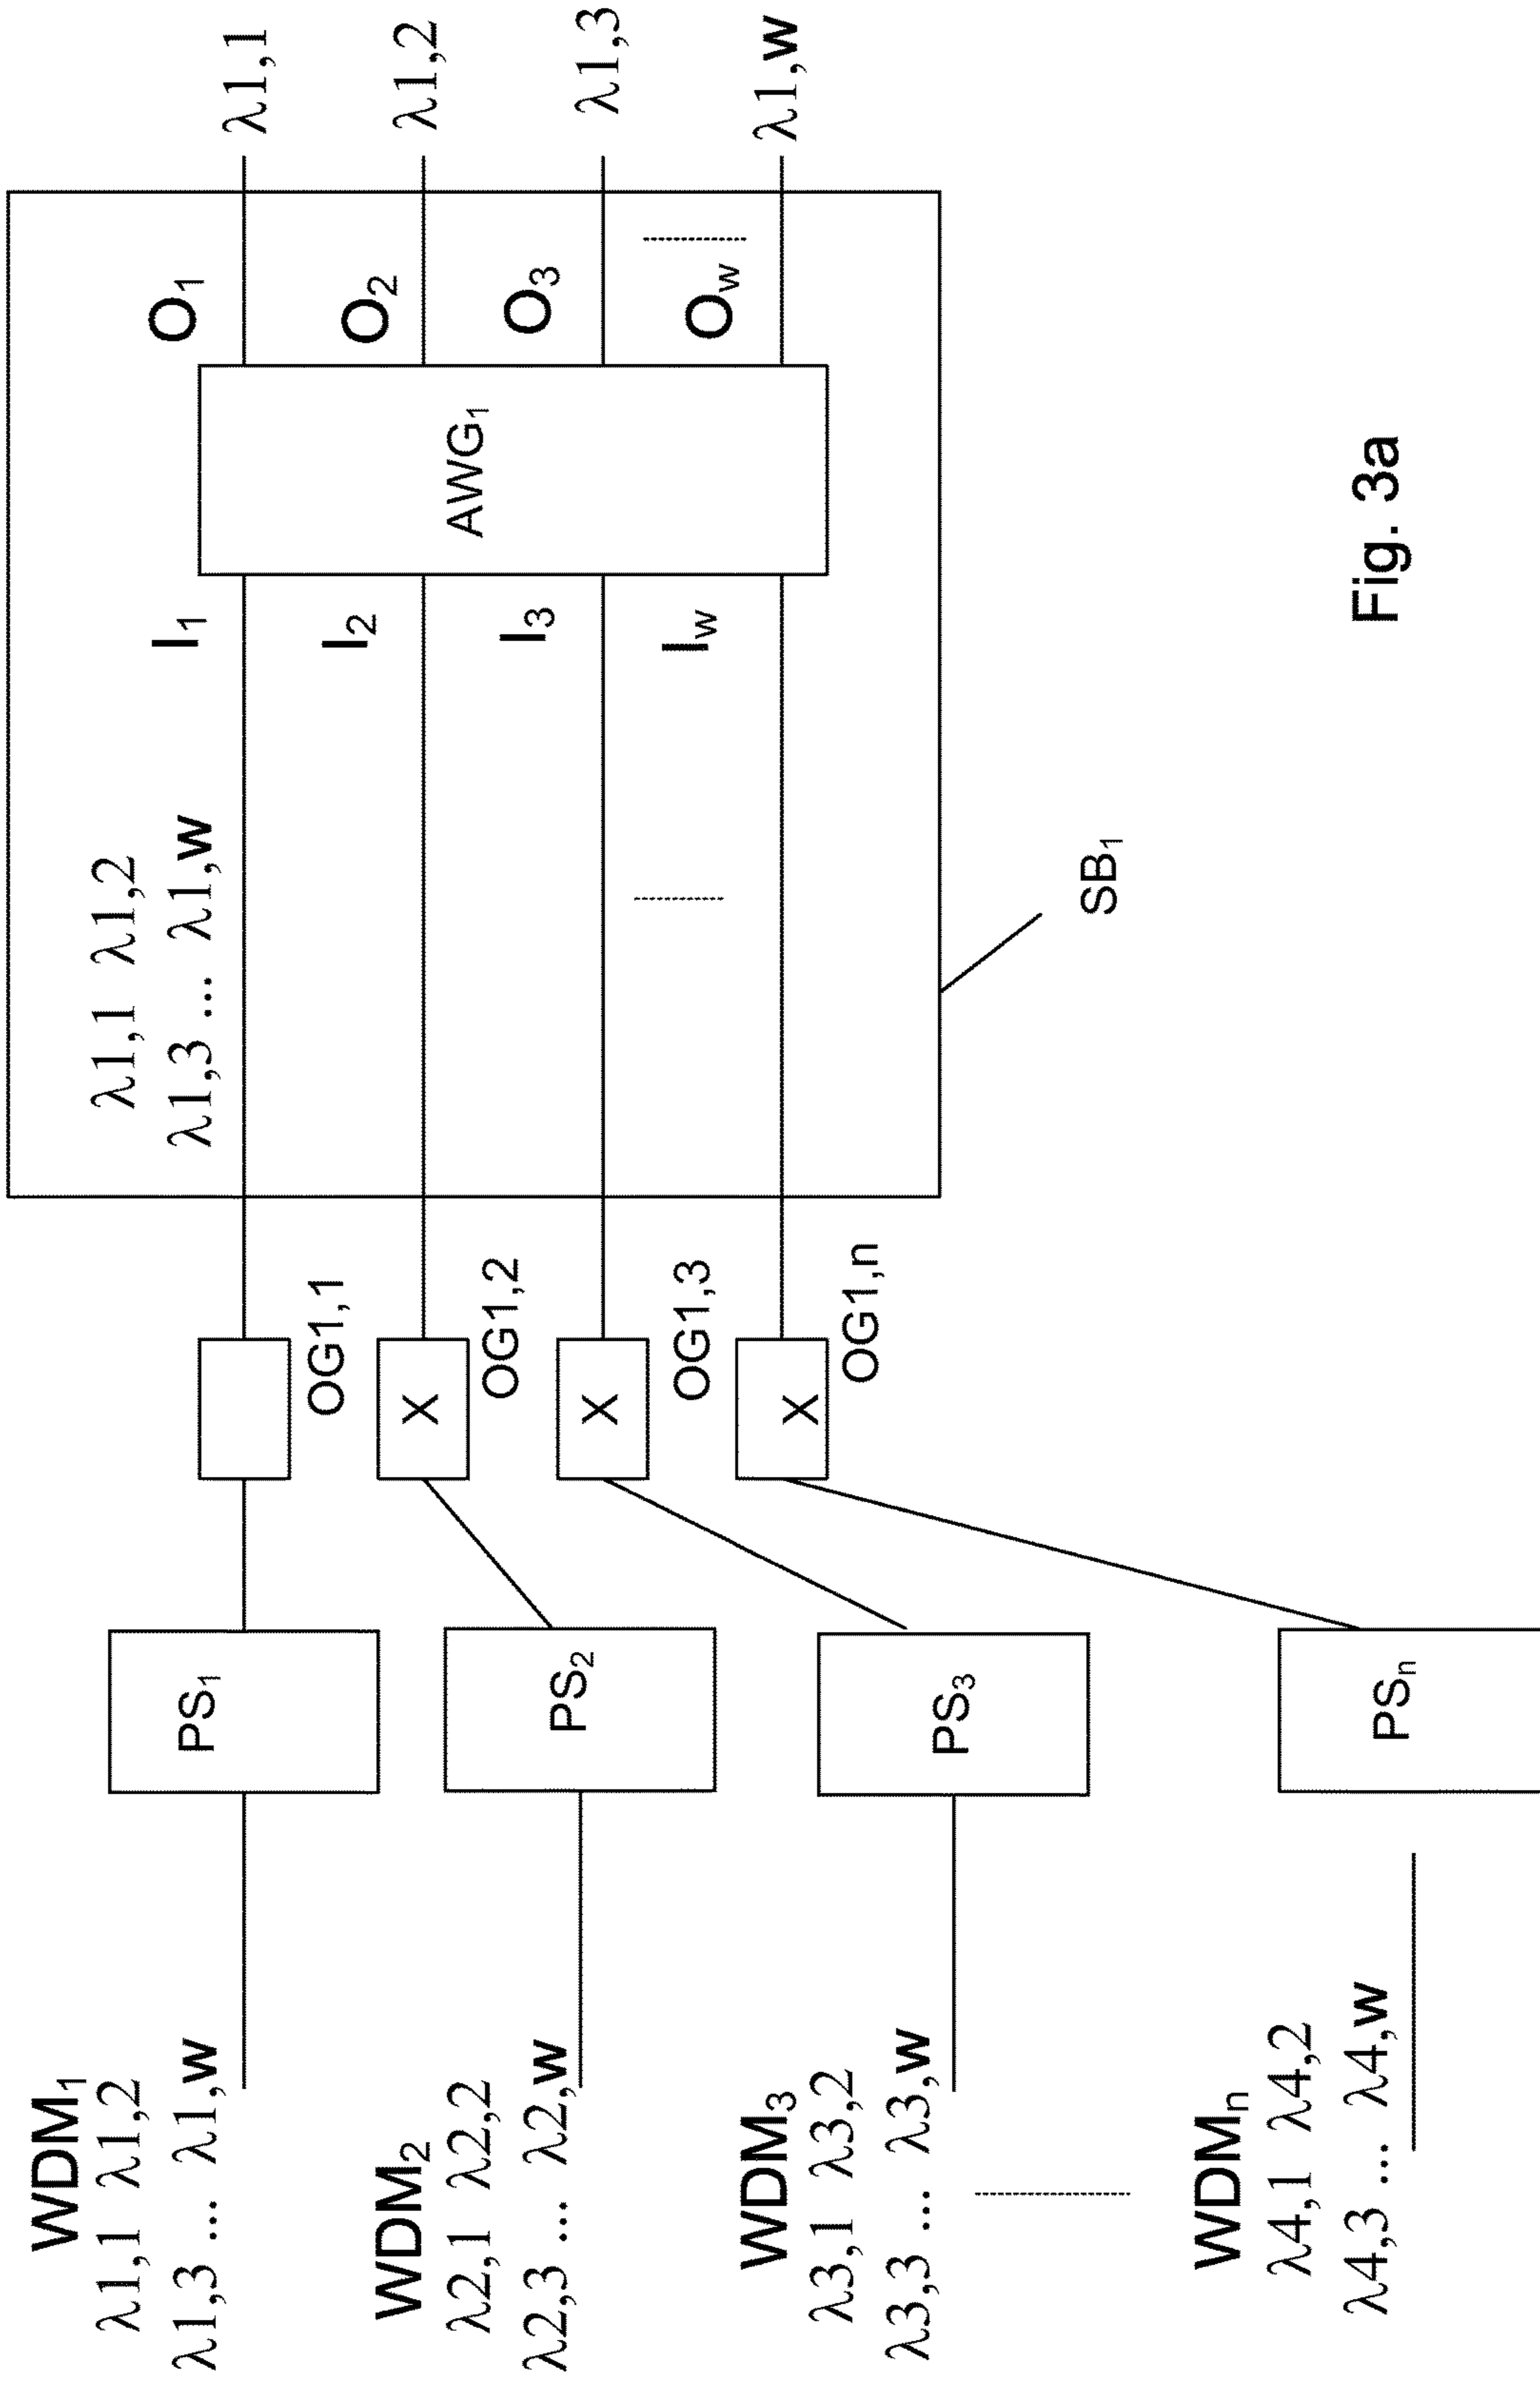 WDM₁
λ1,1 λ1,2
λ1,3 ... λ1,w
WDM₂
λ2,1 λ2,2
λ2,3 ... λ2,w
WDM₃
λ3,1 λ3,2
λ3,3 ... λ3,w
WDMₙ
λ4,1 λ4,2
λ4,3 ... λ4,w
PS₁
PS₂
PS₃
PSₙ
OG1,1
X
OG1,2
X
OG1,3
X
OG1,n
λ1,1 λ1,2
λ1,3 ... λ1,w
I₁
I₂
I₃
I_w
AWG₁
O₁
O₂
O₃
O_w
λ1,1
λ1,2
λ1,3
λ1,w
SB₁
Fig. 3a